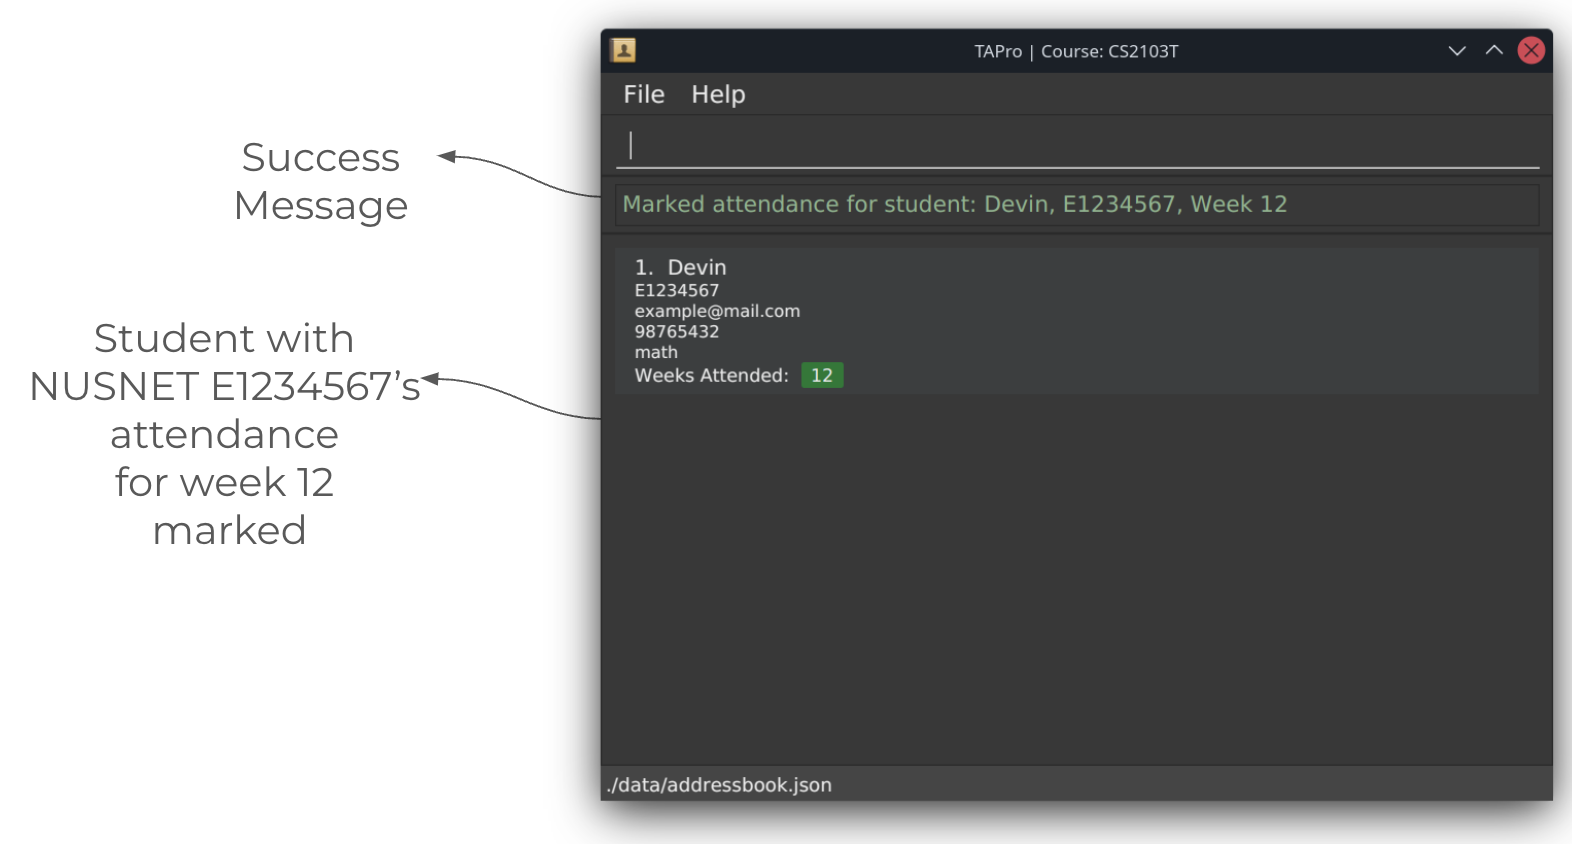 Success
Message
Student with
NUSNET E1234567’s
attendance
for week 12
marked
TAPro | Course: CS2103T
File Help
Marked attendance for student: Devin, E1234567, Week 12
1. Devin
E1234567
example@mail.com
98765432
math
Weeks Attended: 12
./data/addressbook.json